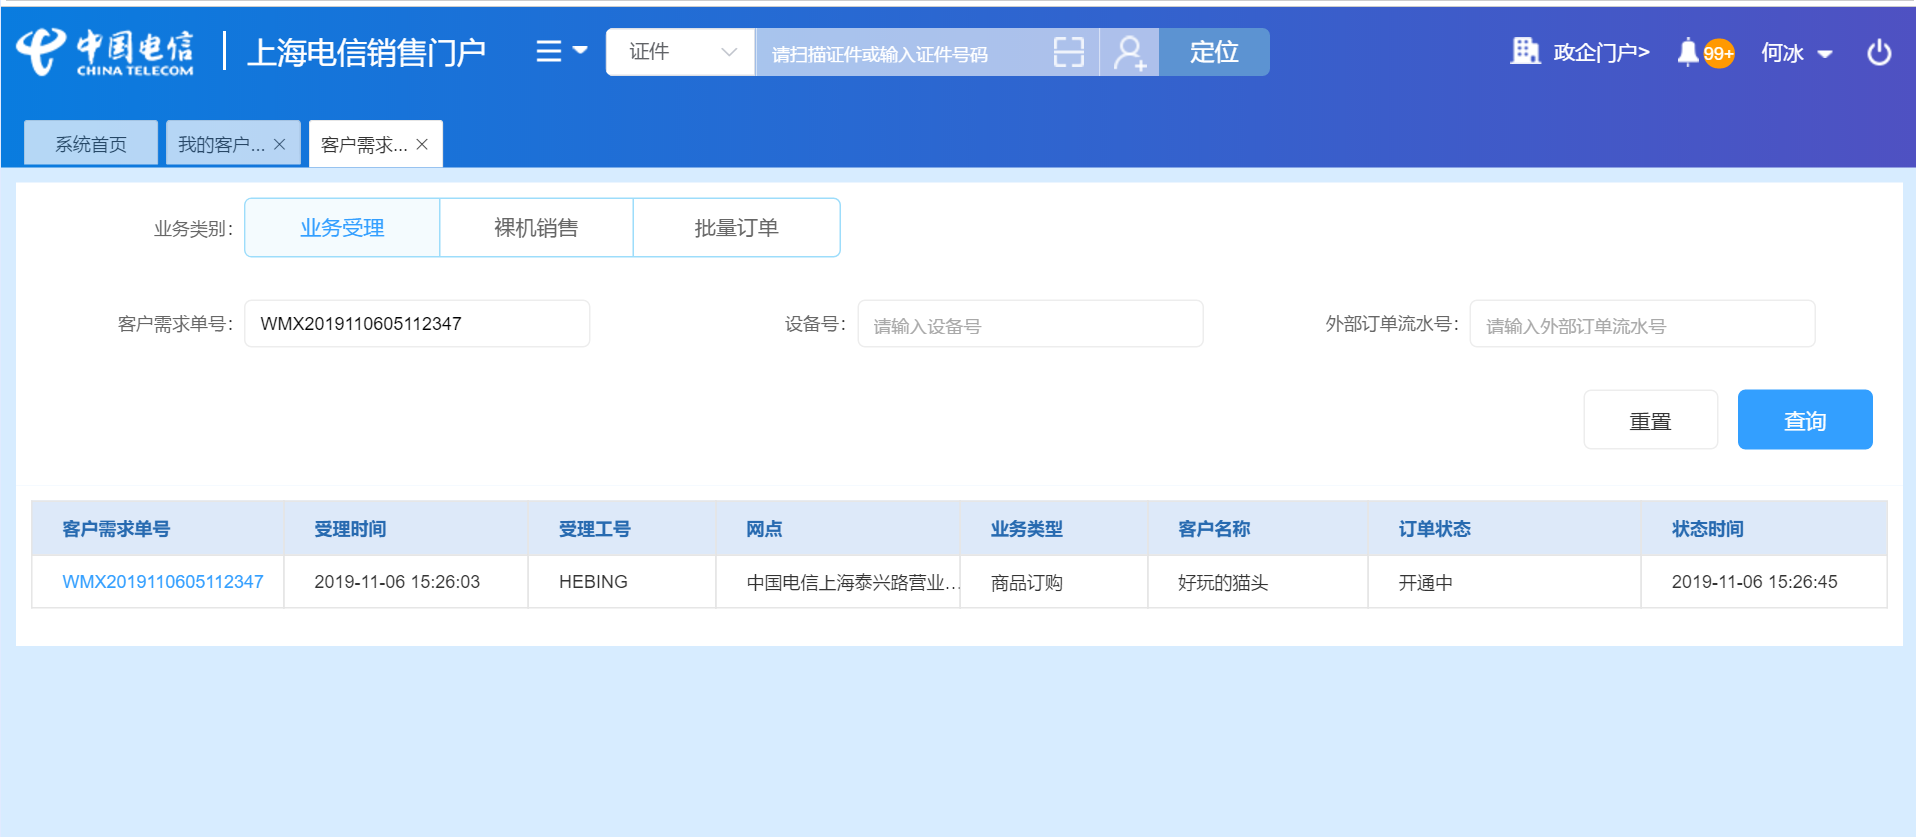 中国电信
CHINA TELECOM
上海电信销售门户
证件
请扫描证件或输入证件号码
定位
政企门户>
99+
何冰
系统首页
我的客户...
客户需求...
业务类别:
业务受理
裸机销售
批量订单
客户需求单号:
WMX2019110605112347
设备号:
请输入设备号
外部订单流水号:
请输入外部订单流水号
重置
查询
客户需求单号 受理时间 受理工号 网点 业务类型 客户名称 订单状态 状态时间
WMX2019110605112347 2019-11-06 15:26:03 HEBING 中国电信上海泰兴路营业... 商品订购 好玩的猫头 开通中 2019-11-06 15:26:45